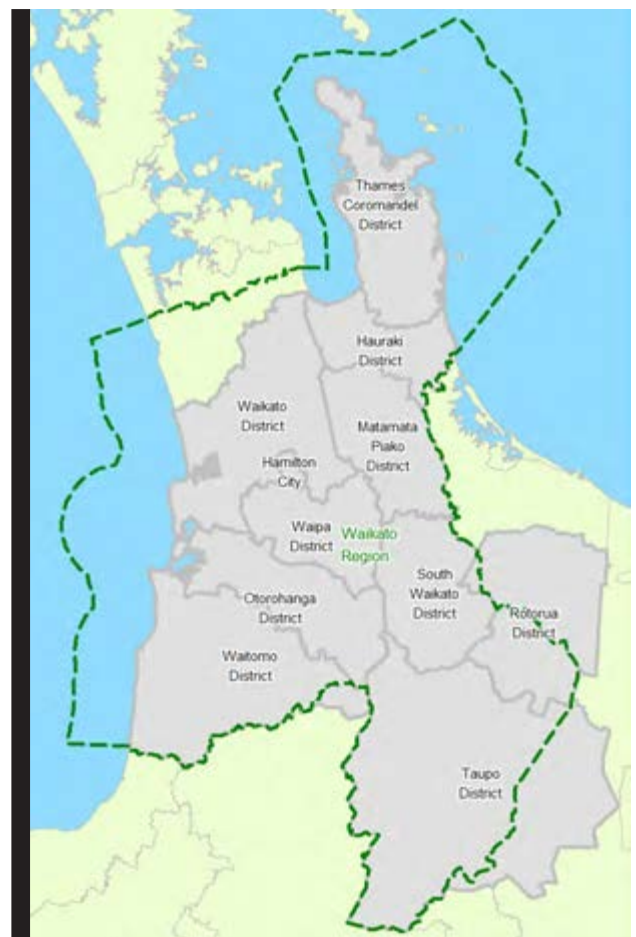 Thames
Coromandel
District
Hauraki
District
Waikato
District
Matamata
Piako
District
Hamilton
City
Waipa
District
Waikato
Region
South
Waikato
District
Otorohanga
District
Rotorua
District
Waitomo
District
Taupo
District